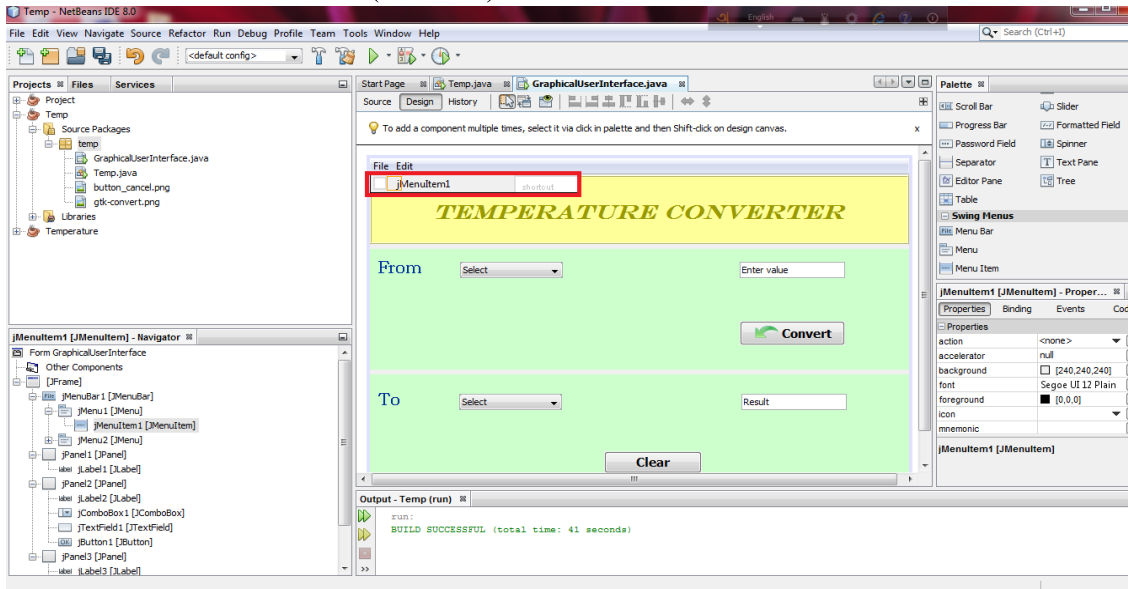 Temp - NetBeans IDE 8.0
English
File Edit View Navigate Source Refactor Run Debug Profile Team Tools Window Help
Search (Ctrl+I)
<default config>
Projects Files Services
Project
Temp
Source Packages
temp
GraphicalUserInterface.java
Temp.java
button_cancel.png
gtk-convert.png
Libraries
Temperature
jMenuItem1 [JMenuItem] - Navigator
Form GraphicalUserInterface
Other Components
[JFrame]
jMenuBar1 [JMenuBar]
jMenu1 [JMenu]
jMenuItem1 [JMenuItem]
jMenu2 [JMenu]
jPanel1 [JPanel]
label jLabel1 [JLabel]
jPanel2 [JPanel]
label jLabel2 [JLabel]
jComboBox1 [JComboBox]
jTextField1 [JTextField]
OK jButton1 [JButton]
jPanel3 [JPanel]
label jLabel3 [JLabel]
Start Page Temp.java GraphicalUserInterface.java
Source Design History
To add a component multiple times, select it via click in palette and then Shift-click on design canvas. x
File Edit
jMenuItem1 shortcut
TEMPERATURE CONVERTER
From Select Enter value
Convert
To Select Result
Clear
Output - Temp (run)
run:
BUILD SUCCESSFUL (total time: 41 seconds)
Palette
Scroll Bar Slider
Progress Bar Formatted Field
Password Field Spinner
Separator Text Pane
Editor Pane Tree
Table
Swing Menus
File Menu Bar
Menu
Menu Item
jMenuItem1 [JMenuItem] - Proper...
Properties Binding Events Cod
Properties
action <none>
accelerator null
background [240,240,240]
font Segoe UI 12 Plain
foreground [0,0,0]
icon
mnemonic
jMenuItem1 [JMenuItem]